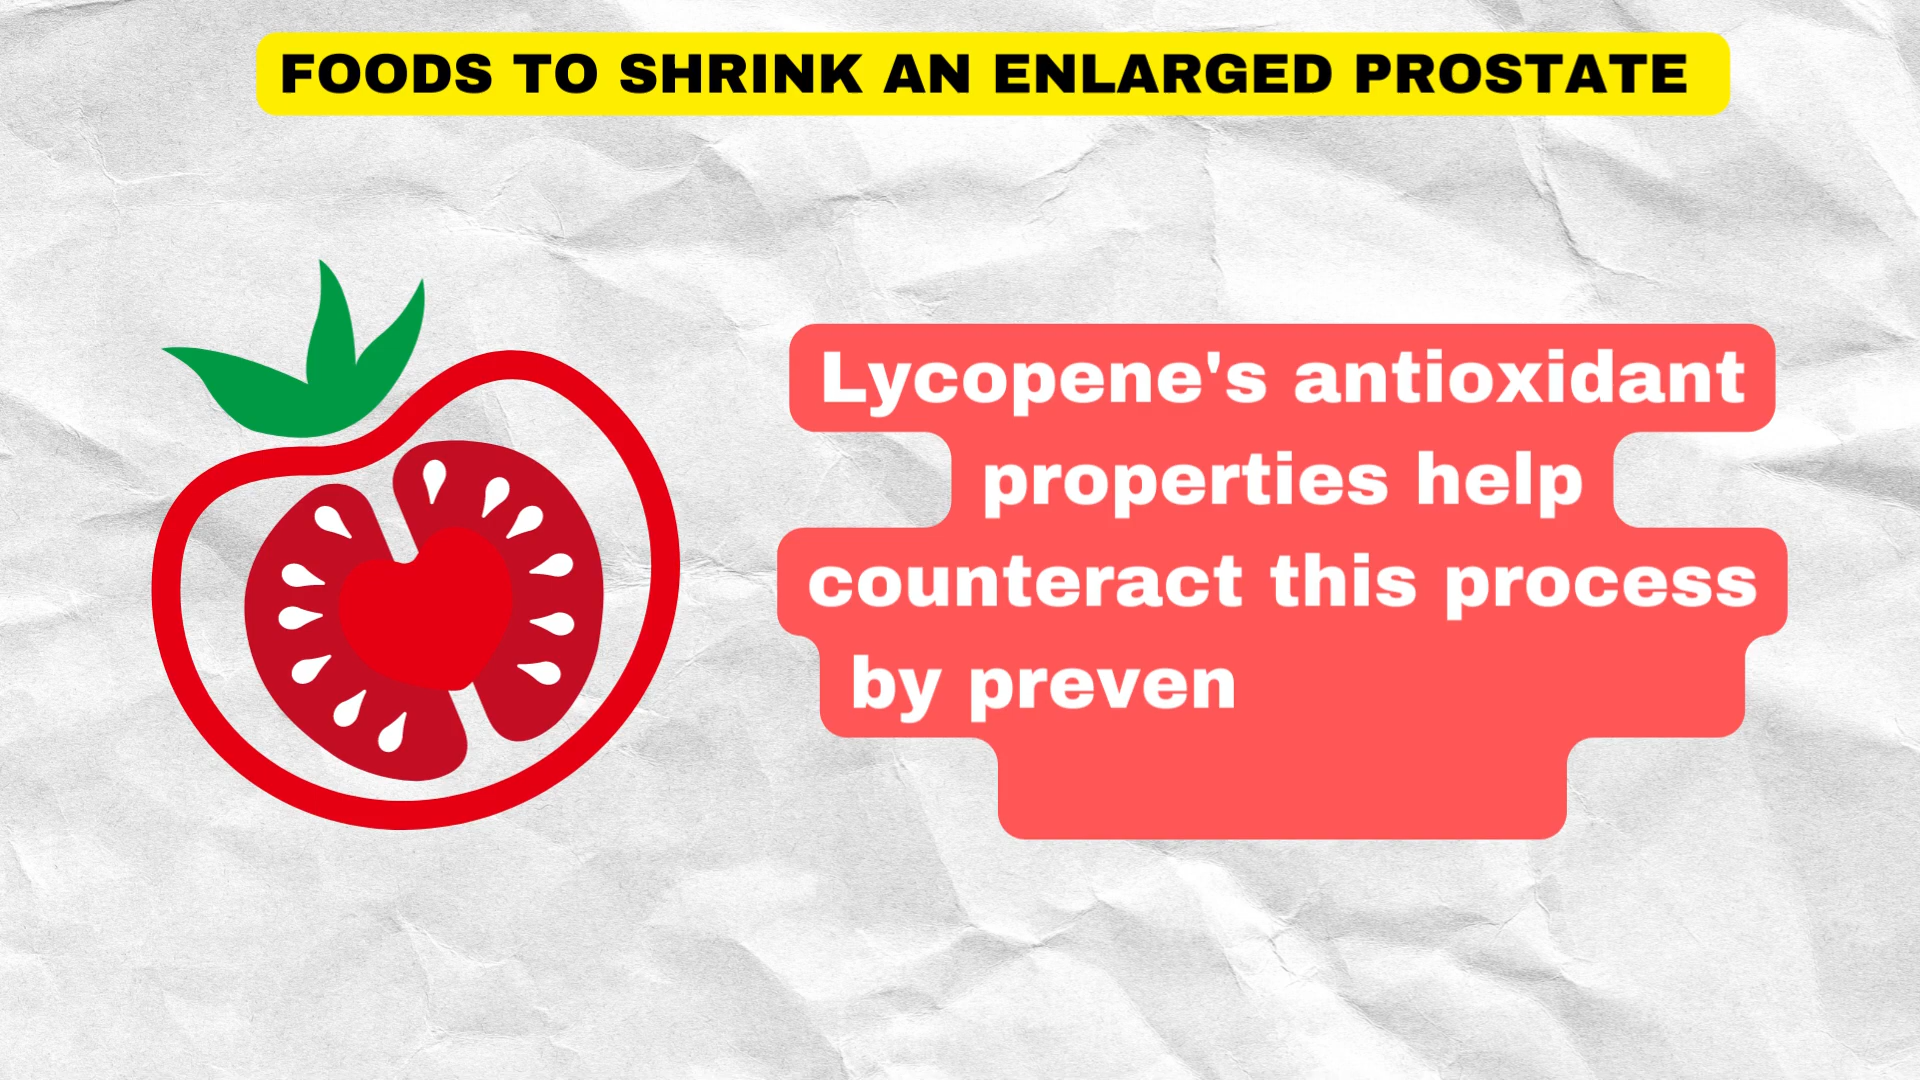 FOODS TO SHRINK AN ENLARGED PROSTATE
Lycopene's antioxidant
properties help
counteract this process
by preven